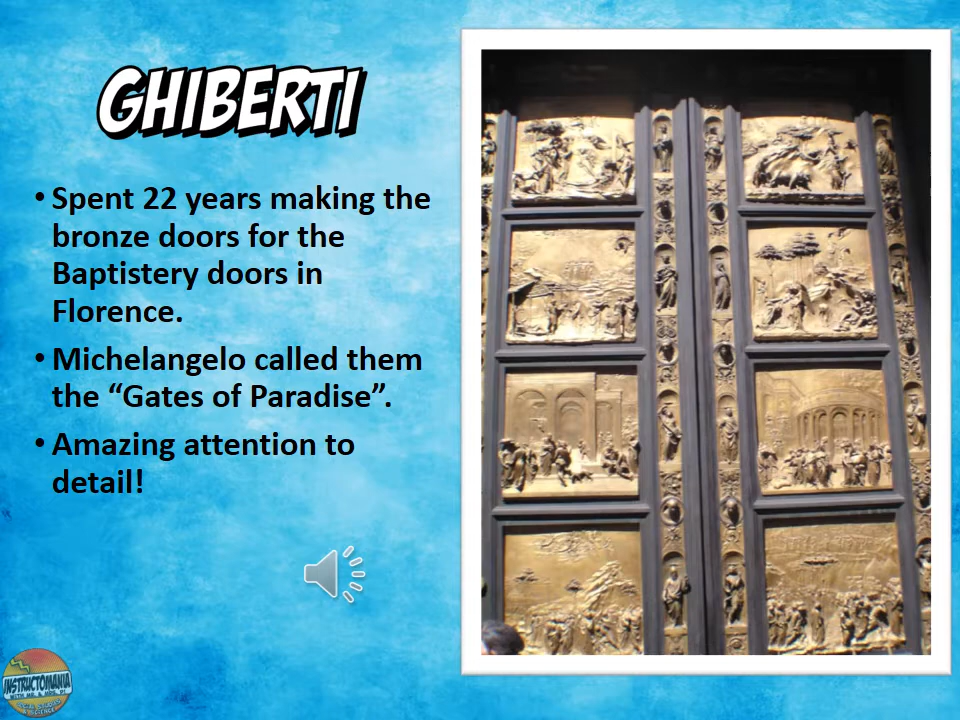 GHIBERTI
• Spent 22 years making the
bronze doors for the
Baptistery doors in
Florence.
• Michelangelo called them
the “Gates of Paradise”.
• Amazing attention to
detail!
INSTRUCTOMANIA